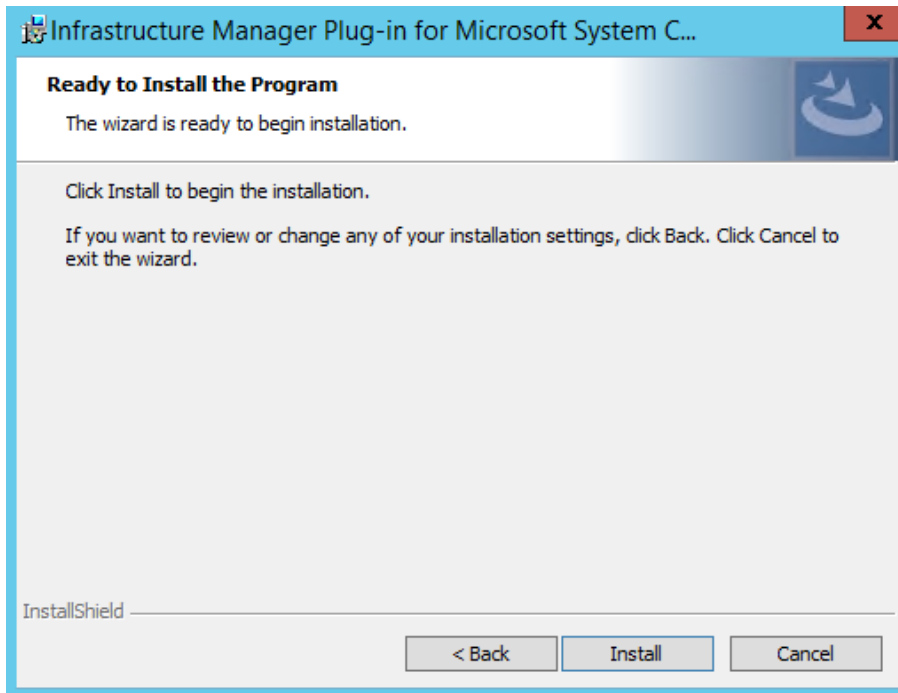 Infrastructure Manager Plug-in for Microsoft System C...
X
Ready to Install the Program
The wizard is ready to begin installation.
Click Install to begin the installation.
If you want to review or change any of your installation settings, click Back. Click Cancel to
exit the wizard.
InstallShield
< Back
Install
Cancel